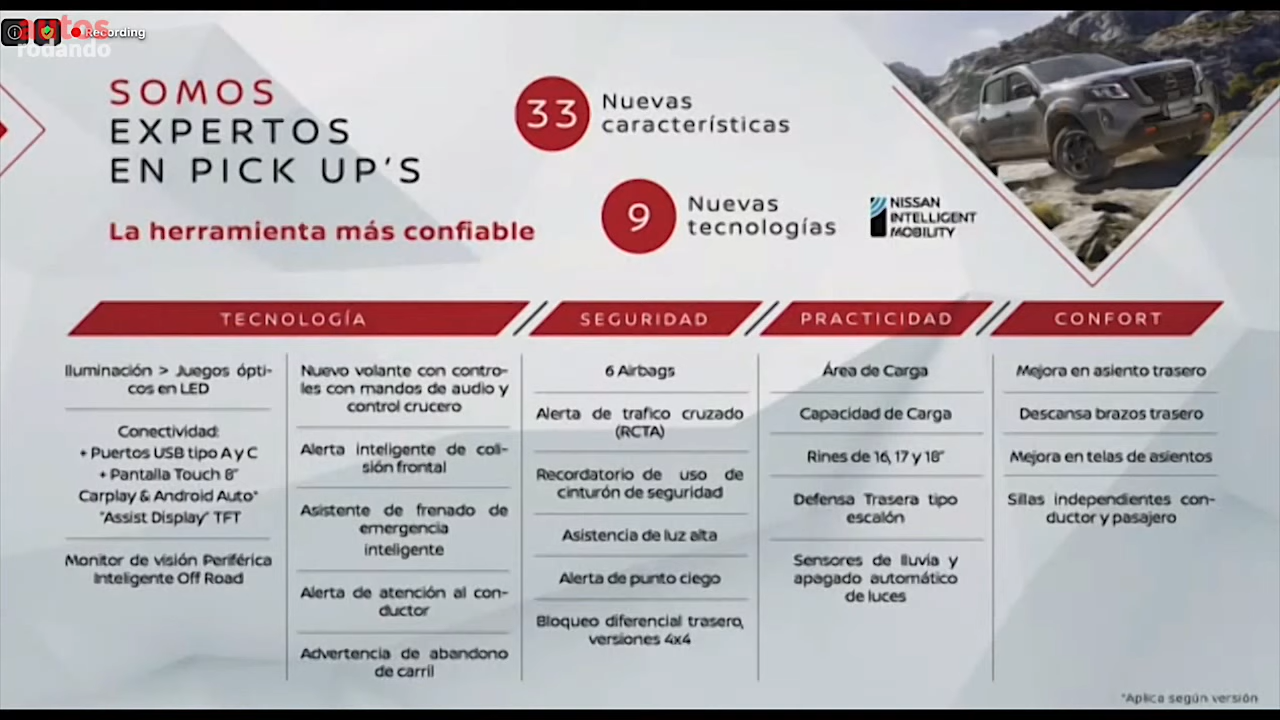 autos
rodando
Recording
SOMOS
EXPERTOS
EN PICK UP'S
La herramienta más confiable
33
Nuevas
características
9
Nuevas
tecnologías
NISSAN
INTELLIGENT
MOBILITY
TECNOLOGÍA
SEGURIDAD
PRACTICIDAD
CONFORT
Iluminación > Juegos ópti-
cos en LED
Conectividad:
+ Puertos USB tipo A y C
+ Pantalla Touch 8"
Carplay & Android Auto*
"Assist Display" TFT
Monitor de visión Periférica
Inteligente Off Road
Nuevo volante con contro-
les con mandos de audio y
control crucero
Alerta inteligente de coli-
sión frontal
Asistente de frenado de
emergencia
inteligente
Alerta de atención al con-
ductor
Advertencia de abandono
de carril
6 Airbags
Alerta de trafico cruzado
(RCTA)
Recordatorio de uso de
cinturón de seguridad
Asistencia de luz alta
Alerta de punto ciego
Bloqueo diferencial trasero,
versiones 4x4
Área de Carga
Capacidad de Carga
Rines de 16, 17 y 18"
Defensa Trasera tipo
escalón
Sensores de lluvia y
apagado automático
de luces
Mejora en asiento trasero
Descansa brazos trasero
Mejora en telas de asientos
Sillas independientes con-
ductor y pasajero
*Aplica según versión